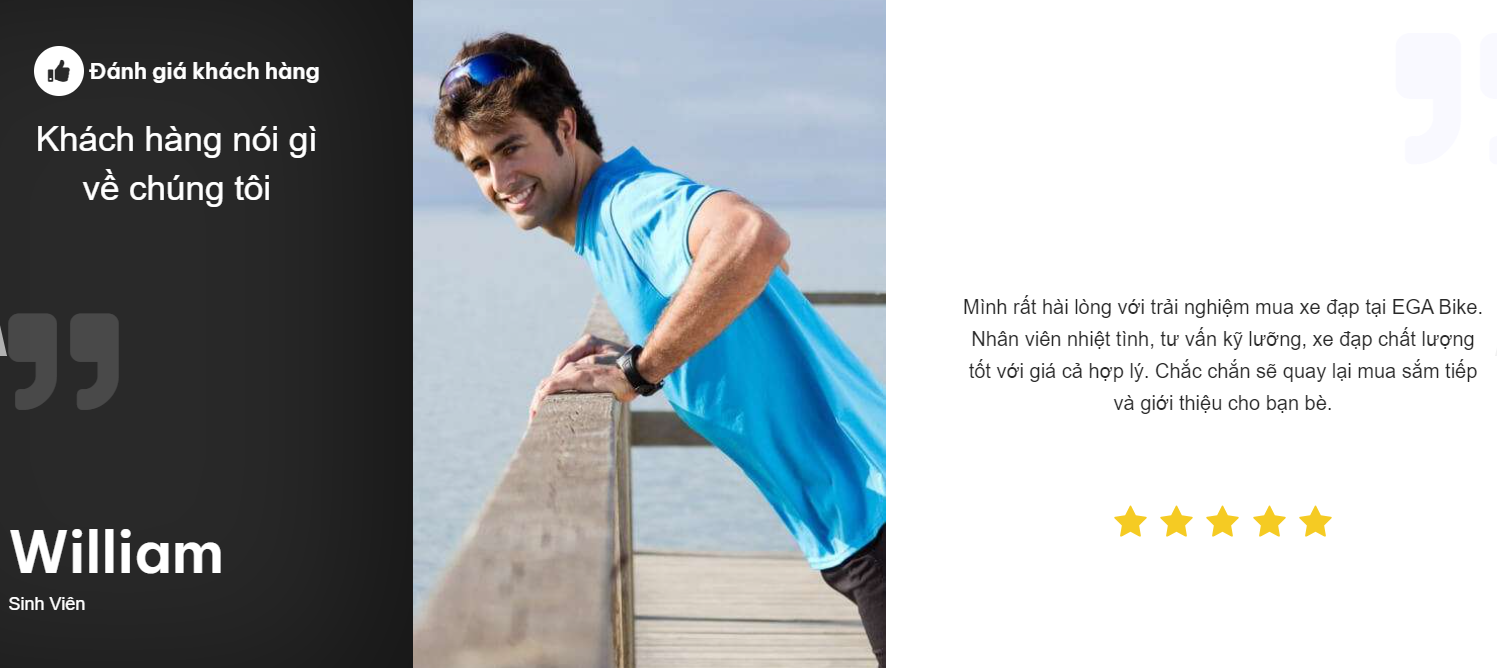 Đánh giá khách hàng
Khách hàng nói gì
về chúng tôi
William
Sinh Viên
Mình rất hài lòng với trải nghiệm mua xe đạp tại EGA Bike.
Nhân viên nhiệt tình, tư vấn kỹ lưỡng, xe đạp chất lượng
tốt với giá cả hợp lý. Chắc chắn sẽ quay lại mua sắm tiếp
và giới thiệu cho bạn bè.